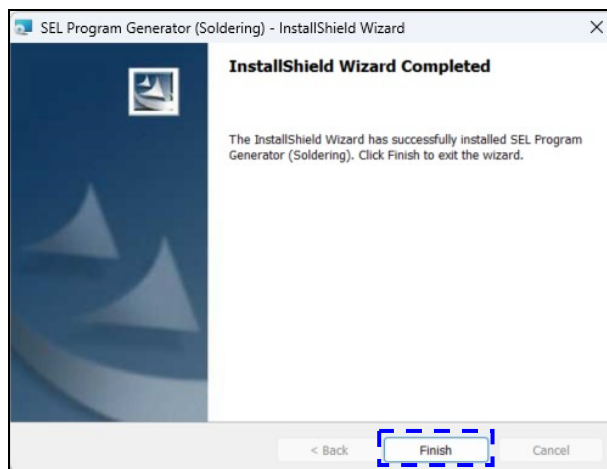 SEL Program Generator (Soldering) - InstallShield Wizard
InstallShield Wizard Completed
The InstallShield Wizard has successfully installed SEL Program
Generator (Soldering). Click Finish to exit the wizard.
< Back
Finish
Cancel